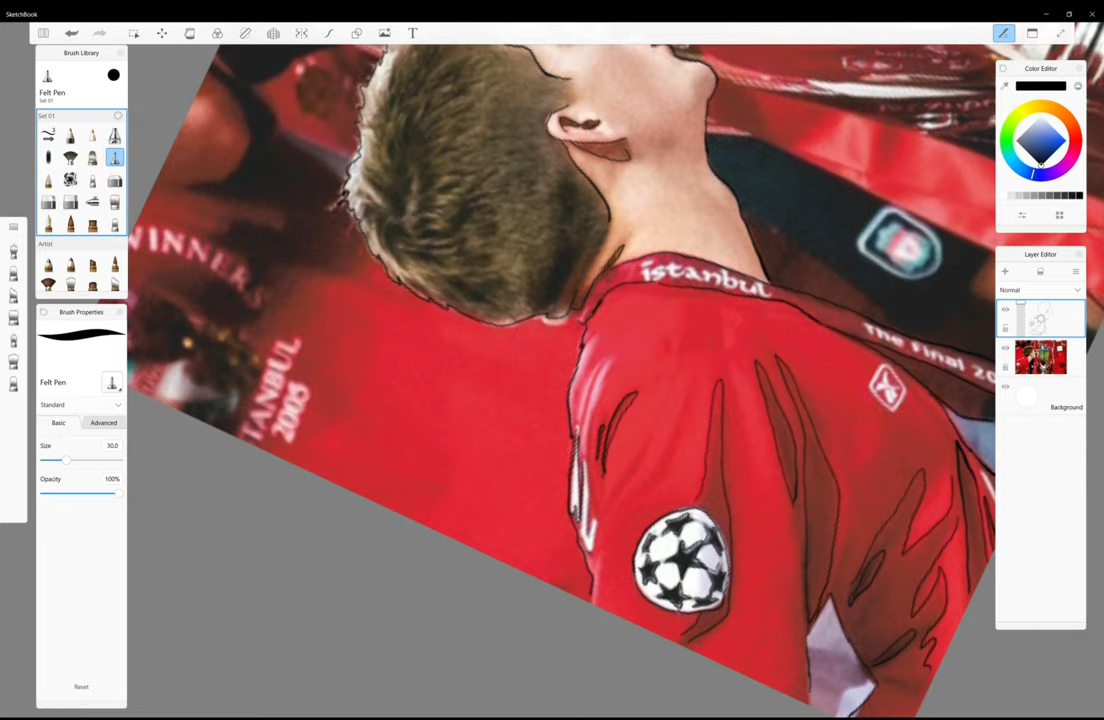 SketchBook
T
Brush Library
Felt Pen
Set 01
Set 01
Artist
Brush Properties
Felt Pen
Standard
Basic
Advanced
Size
30.0
Opacity
100%
Reset
WINNERS
TANBUL
2005
istanbul
The Final 20
Color Editor
Layer Editor
Normal
Background